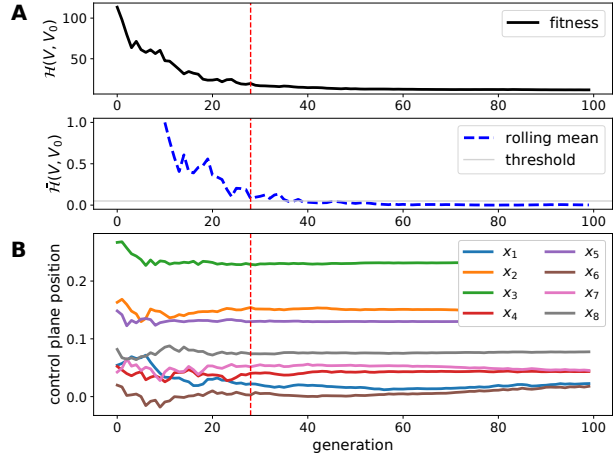 A
ℋ(V, V₀)
100
50
fitness
0 20 40 60 80 100
ℋ̄(V, V₀)
1.0
0.5
0.0
rolling mean
threshold
0 20 40 60 80 100
B
control plane position
0.2
0.1
0.0
x₁ x₅
x₂ x₆
x₃ x₇
x₄ x₈
0 20 40 60 80 100
generation